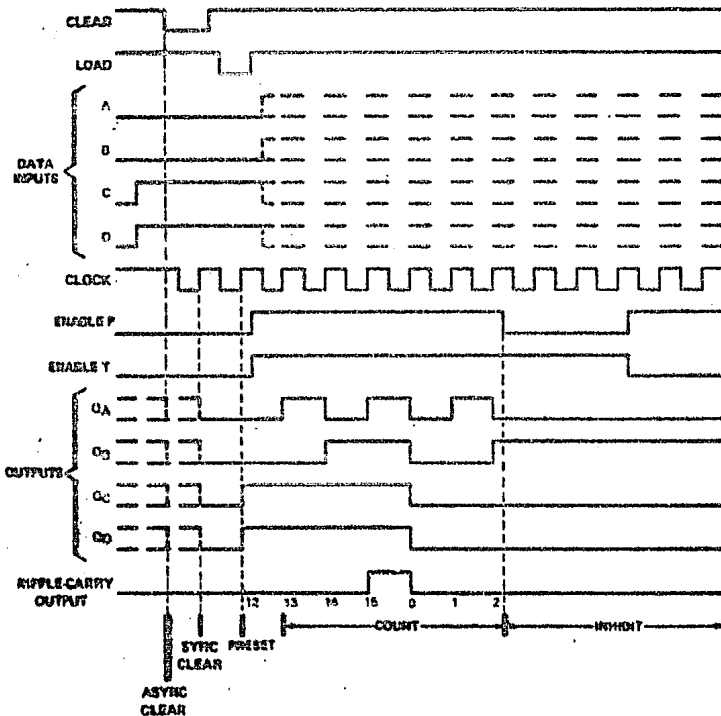 CLEAR
LOAD
A
B
DATA
INPUTS
C
D
CLOCK
ENABLE P
ENABLE T
QA
QB
OUTPUTS
QC
QD
RIPPLE-CARRY
OUTPUT
12 13 14 15 0 1 2
COUNT
INHIBIT
SYNC
CLEAR
PRESET
ASYNC
CLEAR